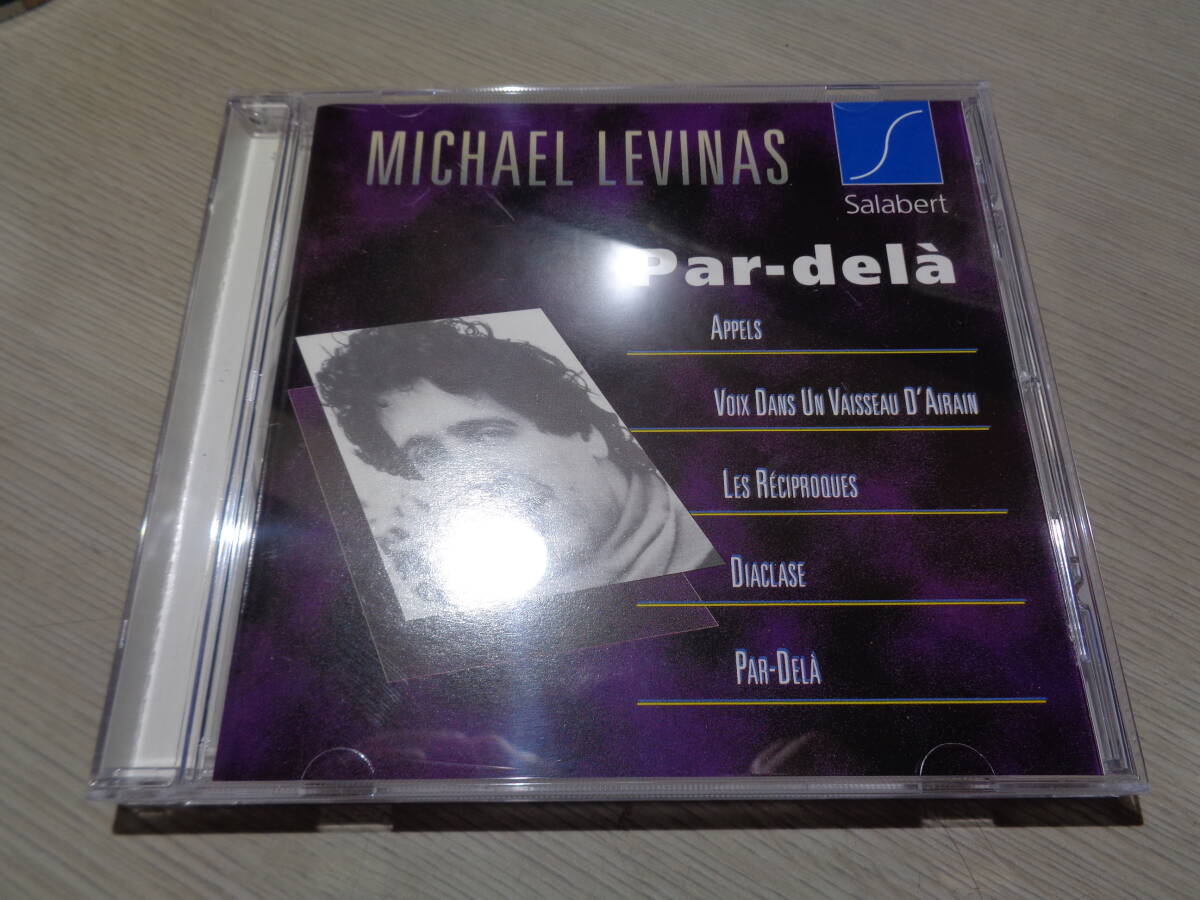 MICHAEL LEVINAS
Salabert
Par-delà
APPELS
VOIX DANS UN VAISSEAU D'AIRAIN
LES RÉCIPROQUES
DIACLASE
PAR-DELÀ